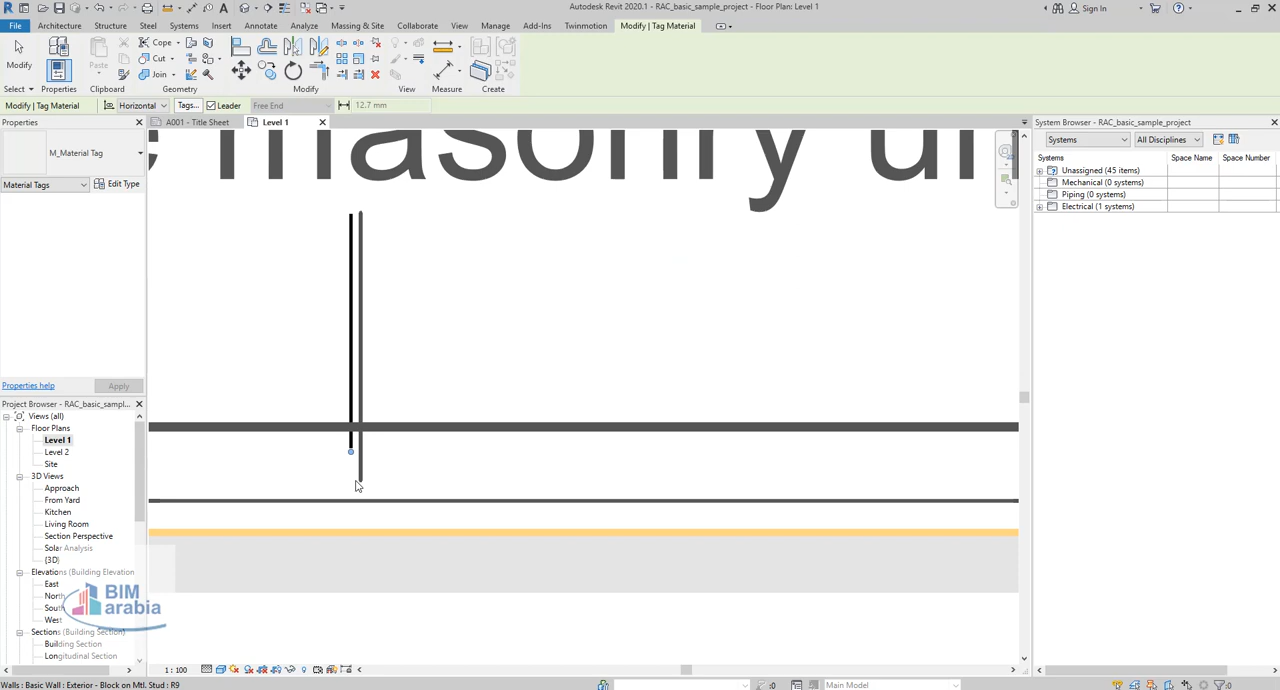 Autodesk Revit 2020.1 - RAC_basic_sample_project - Floor Plan: Level 1
Sign In
File Architecture Structure Steel Systems Insert Annotate Analyze Massing & Site Collaborate View Manage Add-Ins Twinmotion Modify | Tag Material
Modify Paste Cope Cut Join
Select Properties Clipboard Geometry Modify View Measure Create
Modify | Tag Material Horizontal Tags... Leader Free End 12.7 mm
Properties
A001 - Title Sheet Level 1
System Browser - RAC_basic_sample_project
M_Material Tag
Systems All Disciplines
Systems Space Name Space Number
Unassigned (45 items)
Mechanical (0 systems)
Piping (0 systems)
Electrical (1 systems)
Material Tags Edit Type
masonry un
Properties help Apply
Project Browser - RAC_basic_sampl...
Views (all)
Floor Plans
Level 1
Level 2
Site
3D Views
Approach
From Yard
Kitchen
Living Room
Section Perspective
Solar Analysis
{3D}
Elevations (Building Elevation
East
North
South
West
BIM
arabia
Sections (Building Section)
Building Section
Longitudinal Section
1 : 100
Walls : Basic Wall : Exterior - Block on Mtl. Stud : R9
:0 Main Model :0